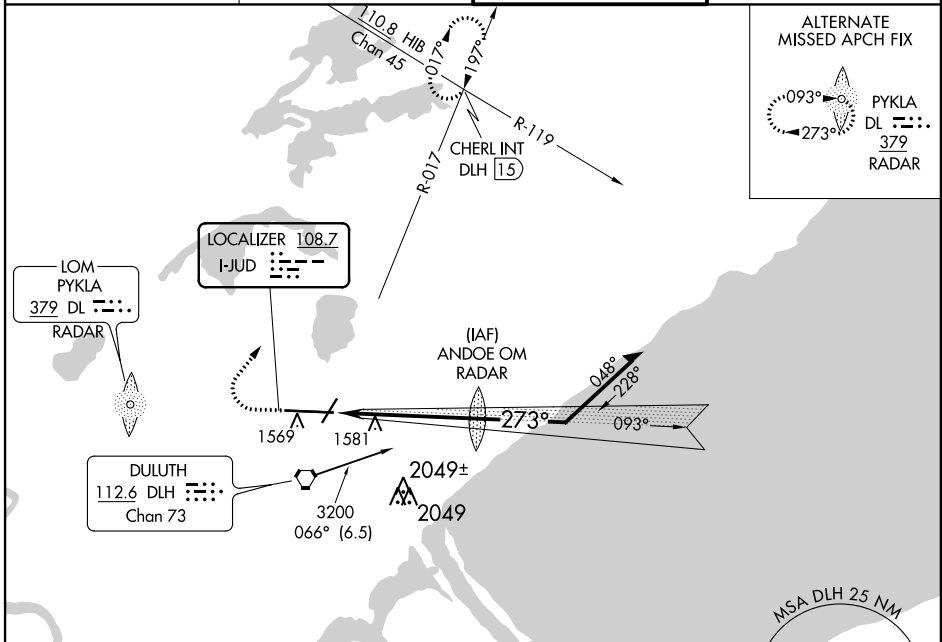 110.8 HIB
Chan 45
017°
197°
R-119
CHERL INT
DLH 15
R-017
ALTERNATE
MISSED APCH FIX
093°
273°
PYKLA
DL
379
RADAR
LOCALIZER 108.7
I-JUD
LOM
PYKLA
379 DL
RADAR
(IAF)
ANDOE OM
RADAR
048°
228°
273°
093°
1569
1581
DULUTH
112.6 DLH
Chan 73
3200
066° (6.5)
2049±
2049
MSA DLH 25 NM